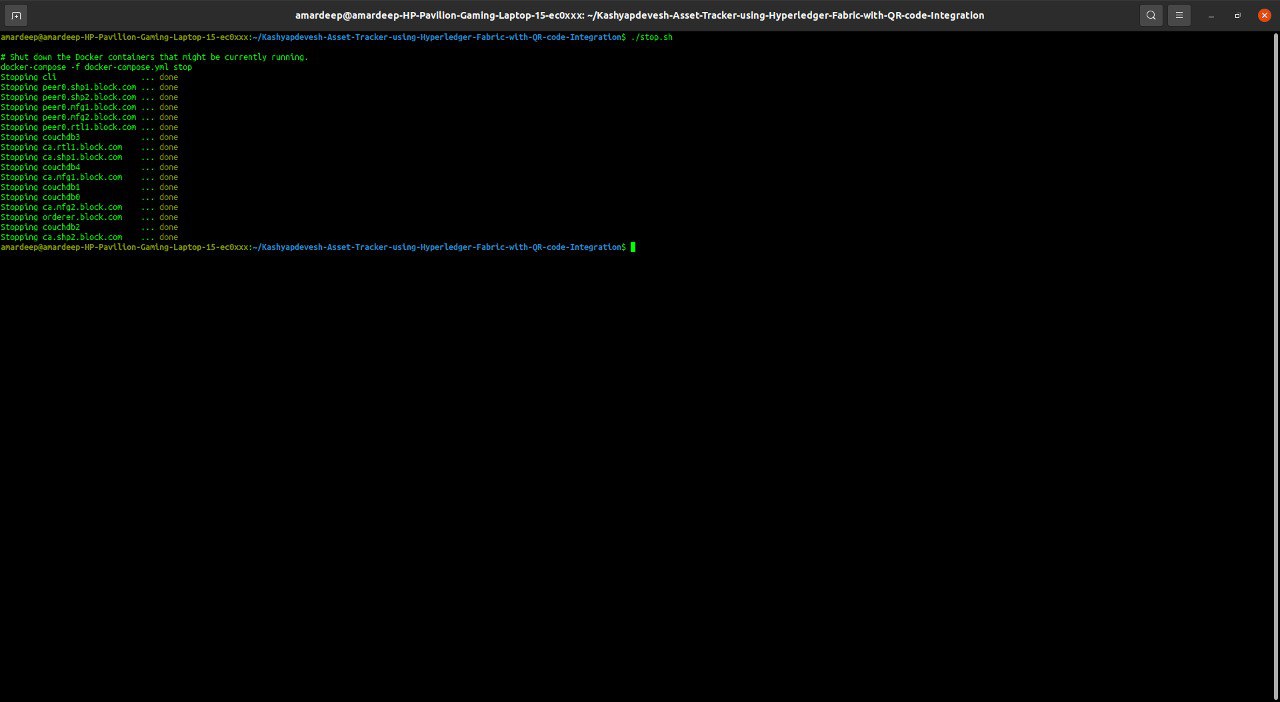 amardeep@amardeep-HP-Pavilion-Gaming-Laptop-15-ec0xxx: ~/Kashyapdevesh-Asset-Tracker-using-Hyperledger-Fabric-with-QR-code-Integration
amardeep@amardeep-HP-Pavilion-Gaming-Laptop-15-ec0xxx:~/Kashyapdevesh-Asset-Tracker-using-Hyperledger-Fabric-with-QR-code-Integration$ ./stop.sh
# Shut down the Docker containers that might be currently running.
docker-compose -f docker-compose.yml stop
Stopping cli                  ... done
Stopping peer0.shp1.block.com ... done
Stopping peer0.shp2.block.com ... done
Stopping peer0.mfg1.block.com ... done
Stopping peer0.mfg2.block.com ... done
Stopping peer0.rtl1.block.com ... done
Stopping couchdb3             ... done
Stopping ca.rtl1.block.com    ... done
Stopping ca.shp1.block.com    ... done
Stopping couchdb4             ... done
Stopping ca.mfg1.block.com    ... done
Stopping couchdb1             ... done
Stopping couchdb0             ... done
Stopping ca.mfg2.block.com    ... done
Stopping orderer.block.com    ... done
Stopping couchdb2             ... done
Stopping ca.shp2.block.com    ... done
amardeep@amardeep-HP-Pavilion-Gaming-Laptop-15-ec0xxx:~/Kashyapdevesh-Asset-Tracker-using-Hyperledger-Fabric-with-QR-code-Integration$